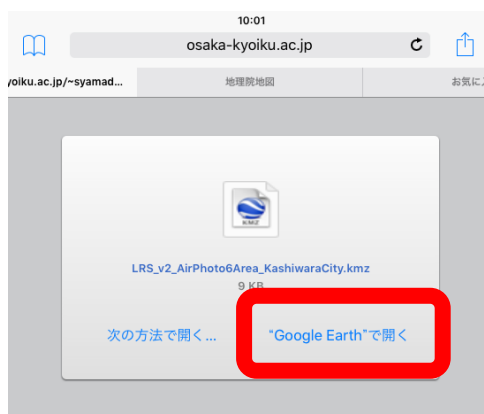 10:01
osaka-kyoiku.ac.jp
yoiku.ac.jp/~syamad...
地理院地図
お気に
KMZ
LRS_v2_AirPhoto6Area_KashiwaraCity.kmz
9 KB
次の方法で開く...
“Google Earth”で開く